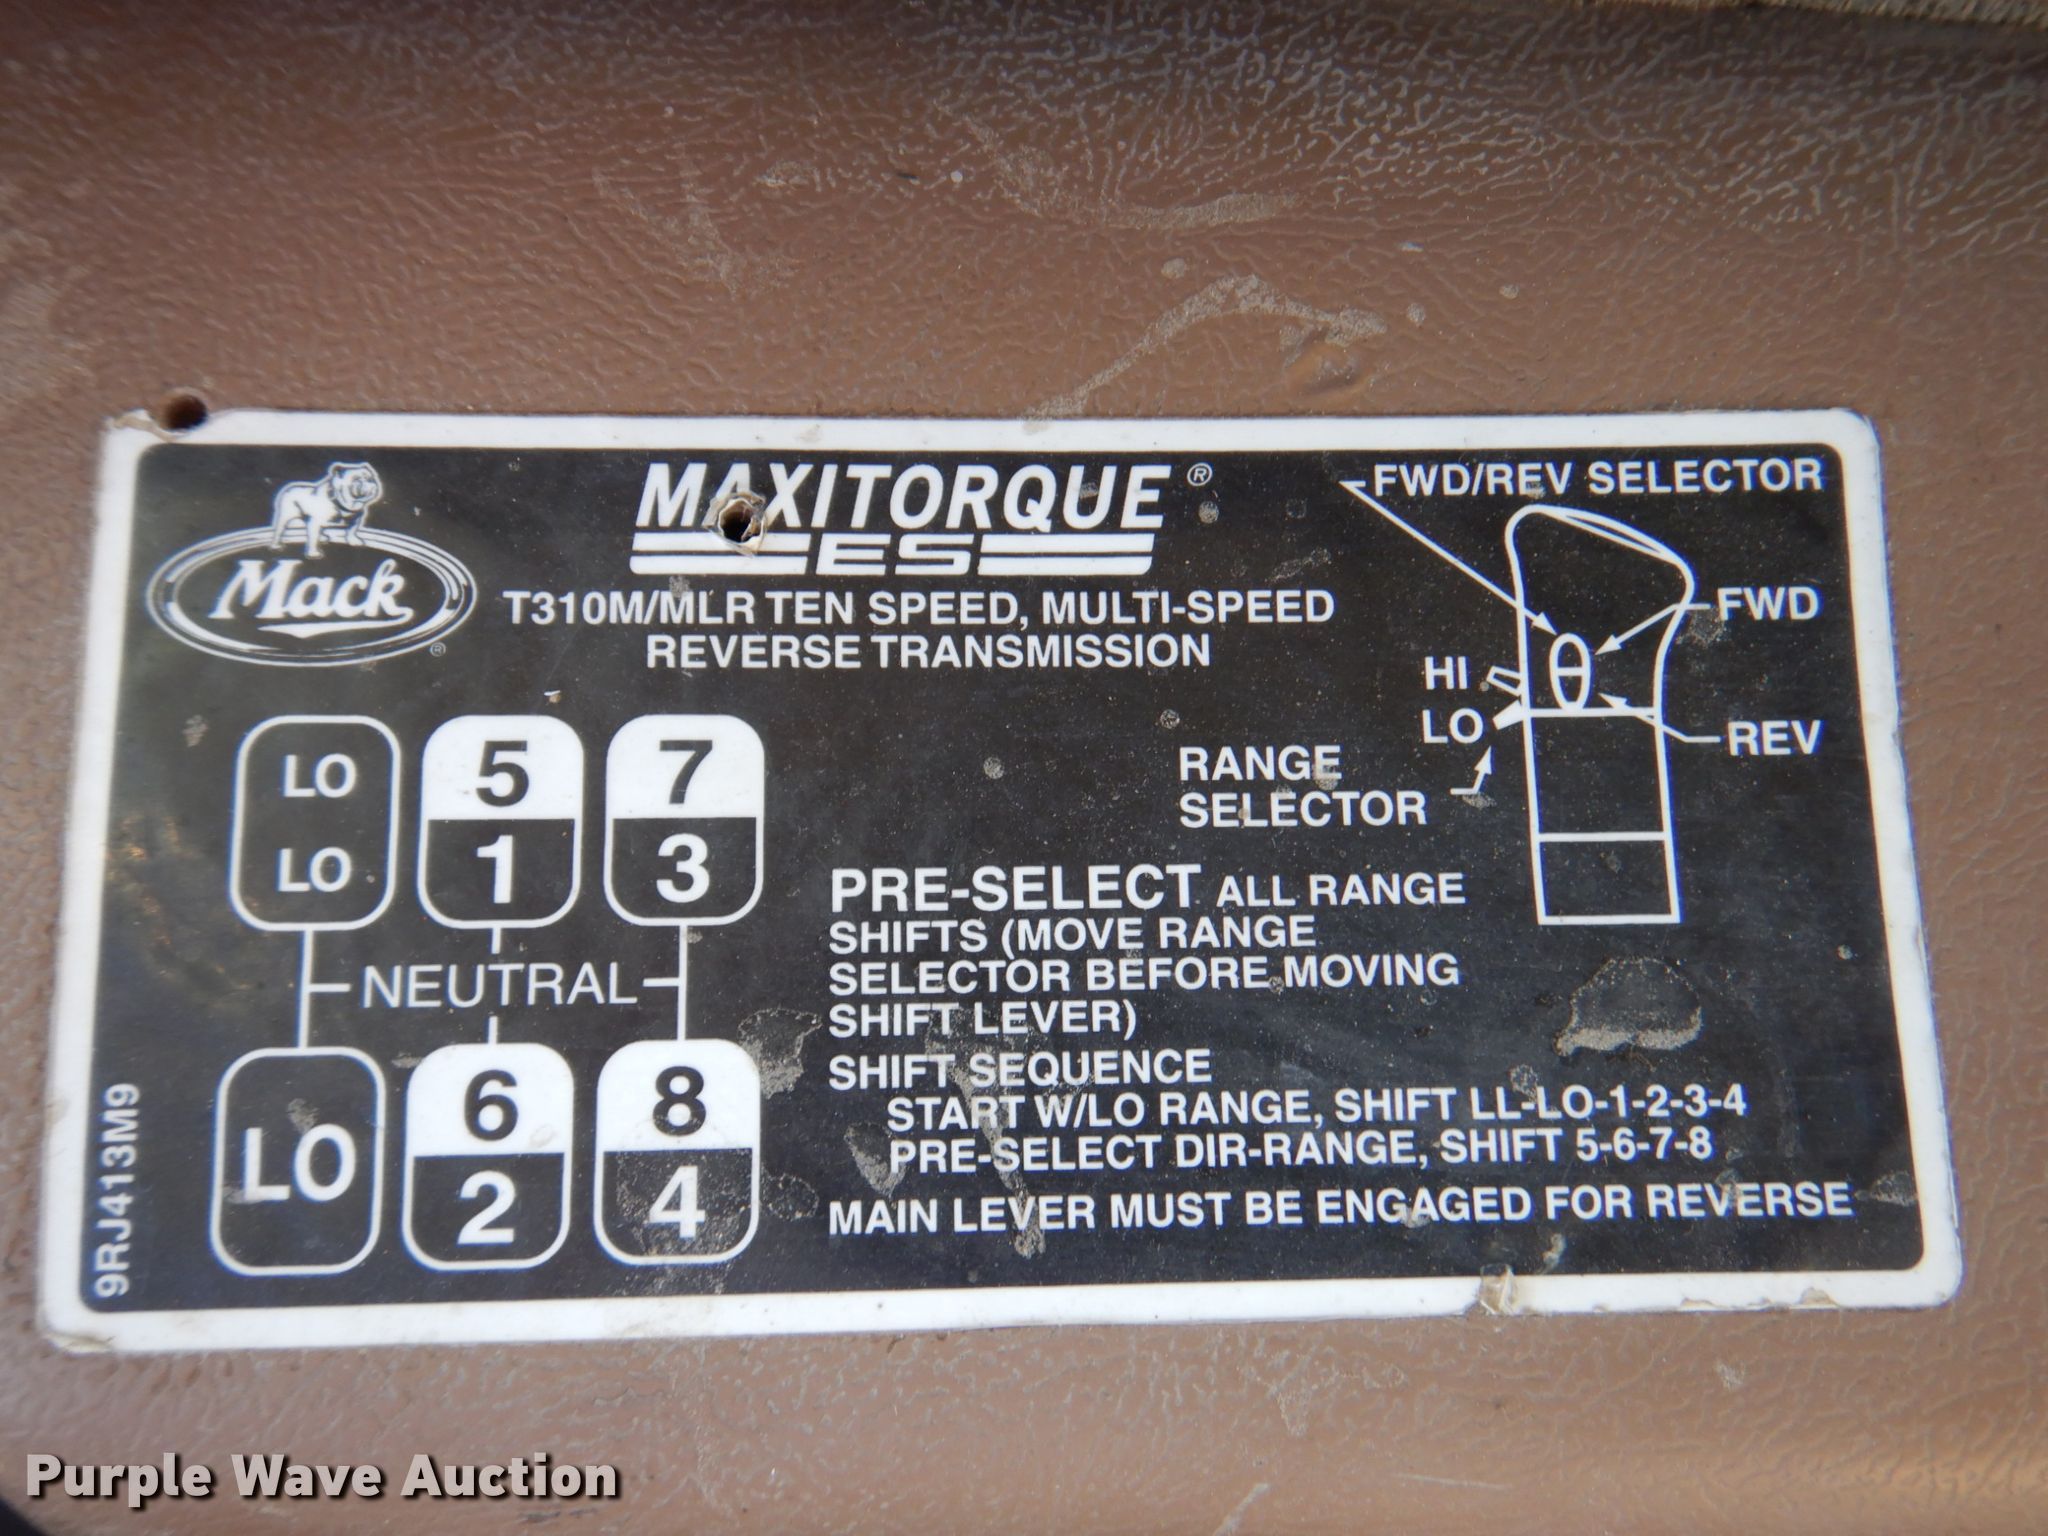 Mack ®
MAXITORQUE®
ES
T310M/MLR TEN SPEED, MULTI-SPEED
REVERSE TRANSMISSION
FWD/REV SELECTOR
FWD
HI
LO
REV
RANGE
SELECTOR
LO 5 7
LO 1 3
NEUTRAL
LO
6 8
2 4
PRE-SELECT ALL RANGE
SHIFTS (MOVE RANGE
SELECTOR BEFORE MOVING
SHIFT LEVER)
SHIFT SEQUENCE
START W/LO RANGE, SHIFT LL-LO-1-2-3-4
PRE-SELECT DIR-RANGE, SHIFT 5-6-7-8
MAIN LEVER MUST BE ENGAGED FOR REVERSE
9RJ413M9
Purple Wave Auction